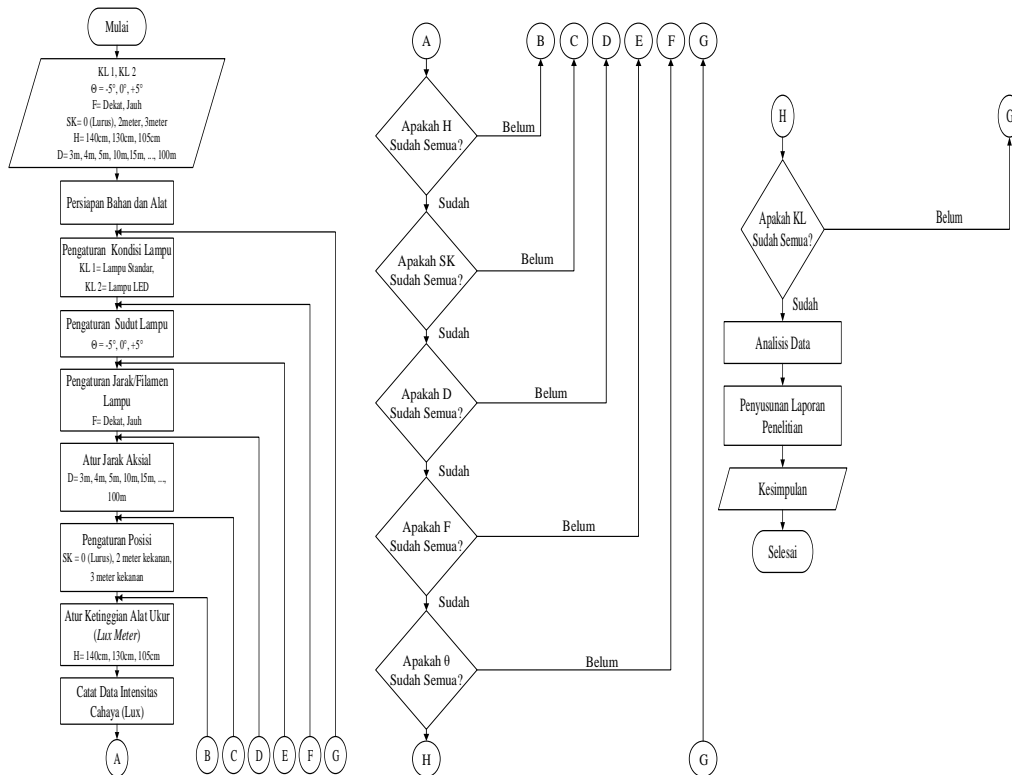 Mulai
KL 1, KL 2
Θ = -5°, 0°, +5°
F= Dekat, Jauh
SK= 0 (Lurus), 2meter, 3meter
H= 140cm, 130cm, 105cm
D= 3m, 4m, 5m, 10m,15m, ..., 100m
Persiapan Bahan dan Alat
Pengaturan Kondisi Lampu
KL 1= Lampu Standar,
KL 2= Lampu LED
Pengaturan Sudut Lampu
Θ = -5°, 0°, +5°
Pengaturan Jarak/Filamen
Lampu
F= Dekat, Jauh
Atur Jarak Aksial
D= 3m, 4m, 5m, 10m,15m, ...,
100m
Pengaturan Posisi
SK = 0 (Lurus), 2 meter kekanan,
3 meter kekanan
Atur Ketinggian Alat Ukur
(Lux Meter)
H= 140cm, 130cm, 105cm
Catat Data Intensitas
Cahaya (Lux)
A
B
C
D
E
F
G
A
B
C
D
E
F
G
Apakah H
Sudah Semua?
Belum
Sudah
Apakah SK
Sudah Semua?
Belum
Sudah
Apakah D
Sudah Semua?
Belum
Sudah
Apakah F
Sudah Semua?
Belum
Sudah
Apakah θ
Sudah Semua?
Belum
H
G
H
G
Apakah KL
Sudah Semua?
Belum
Sudah
Analisis Data
Penyusunan Laporan
Penelitian
Kesimpulan
Selesai